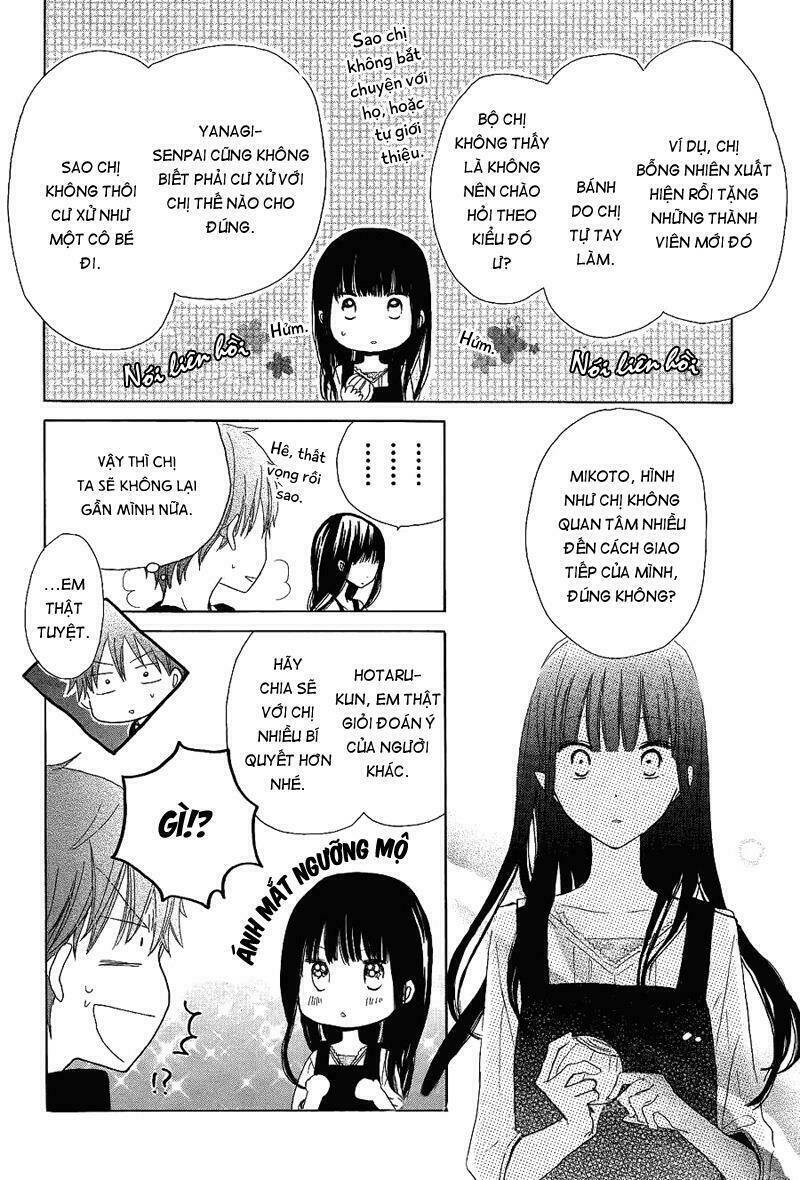 VÍ DỤ, CHỊ
BỖNG NHIÊN XUẤT
HIỆN RỒI TẶNG
NHỮNG THÀNH
VIÊN MỚI ĐÓ
BÁNH
DO CHỊ
TỰ TAY
LÀM.
BỘ CHỊ
KHÔNG THẤY
LÀ KHÔNG
NÊN CHÀO
HỎI THEO
KIỂU ĐÓ
Ư?
Sao chị
không bắt
chuyện với
họ, hoặc
tự giới
thiệu.
YANAGI-
SENPAI CŨNG KHÔNG
BIẾT PHẢI CƯ XỬ VỚI
CHỊ THẾ NÀO CHO
ĐÚNG.
SAO CHỊ
KHÔNG THÔI
CƯ XỬ NHƯ
MỘT CÔ BÉ
ĐI.
Hửm.
Hửm.
Nói liên hồi
Nói liên hồi
MIKOTO, HÌNH
NHƯ CHỊ KHÔNG
QUAN TÂM NHIỀU
ĐẾN CÁCH GIAO
TIẾP CỦA MÌNH,
ĐÚNG KHÔNG?
Hê, thất
vọng rồi
sao.
VẬY THÌ CHỊ
TA SẼ KHÔNG LẠI
GẦN MÌNH NỮA.
...EM
THẬT
TUYỆT.
HOTARU-
KUN, EM THẬT
GIỎI ĐOÁN Ý
CỦA NGƯỜI
KHÁC.
HÃY
CHIA SẼ
VỚI CHỊ
NHIỀU BÍ
QUYẾT HƠN
NHÉ.
GÌ!?
ÁNH MẮT NGƯỠNG MỘ
!?